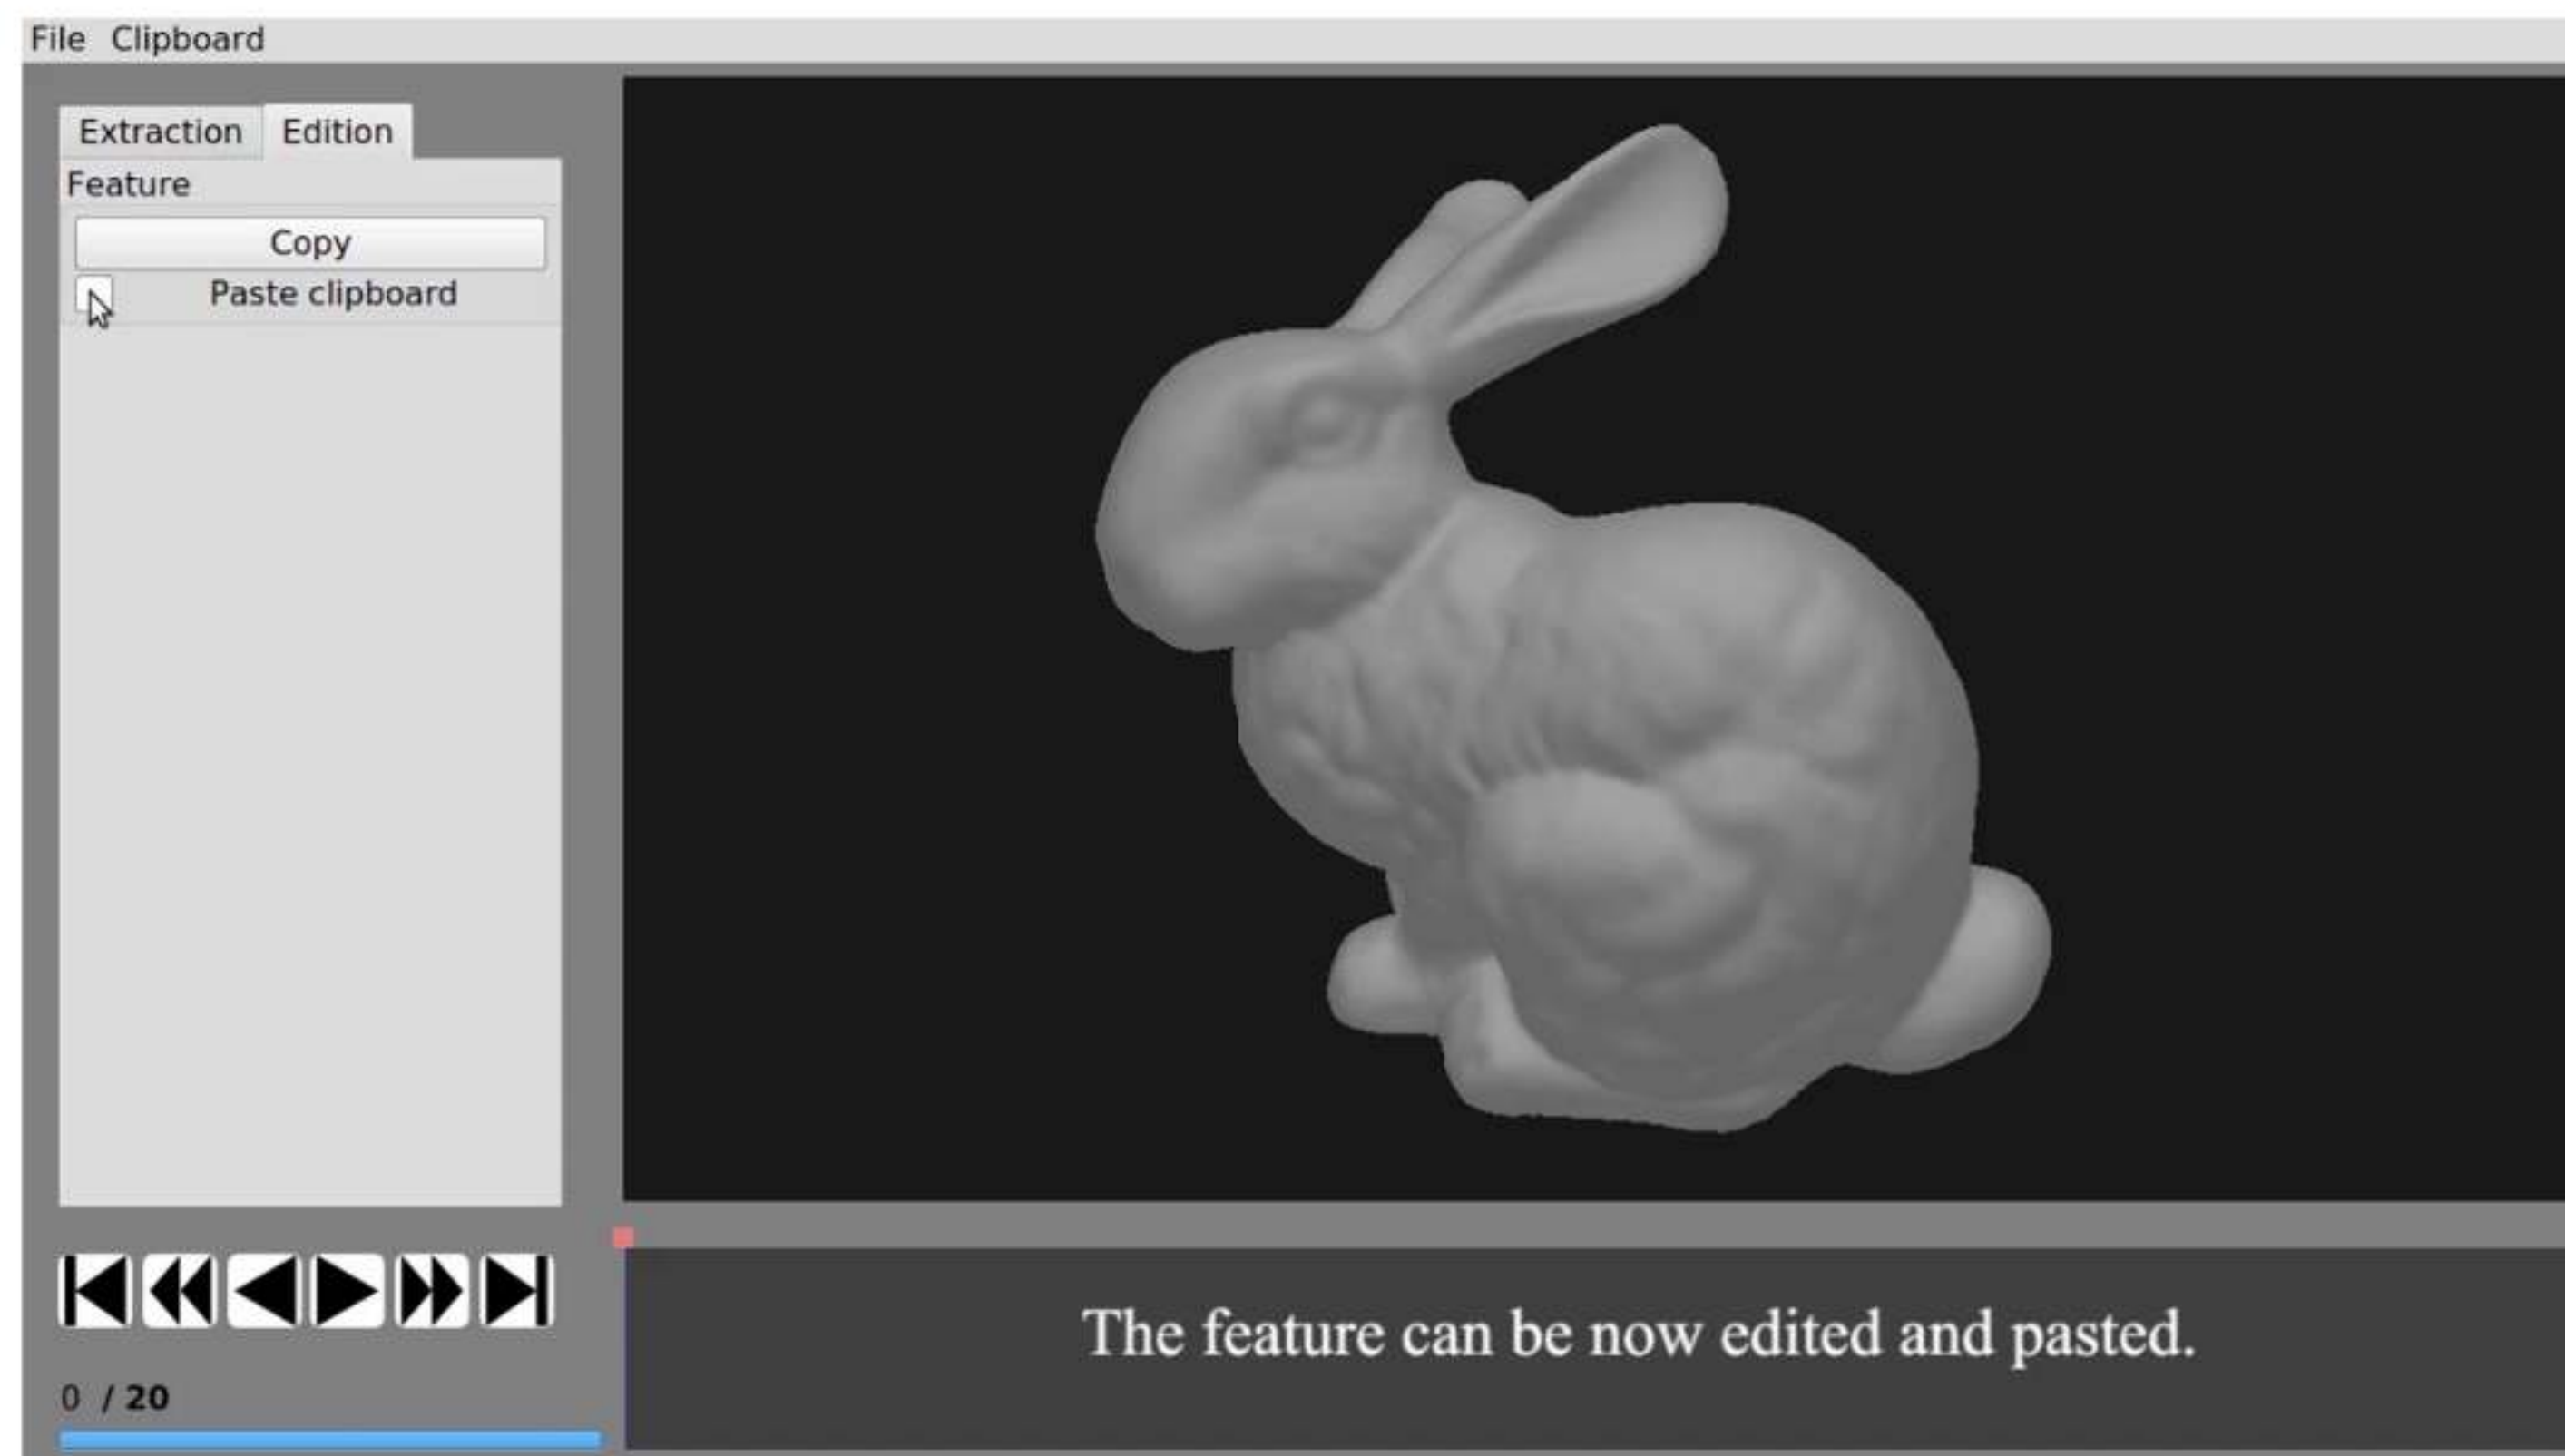 File Clipboard
Extraction Edition
Feature
Copy
Paste clipboard
The feature can be now edited and pasted.
0 / 20